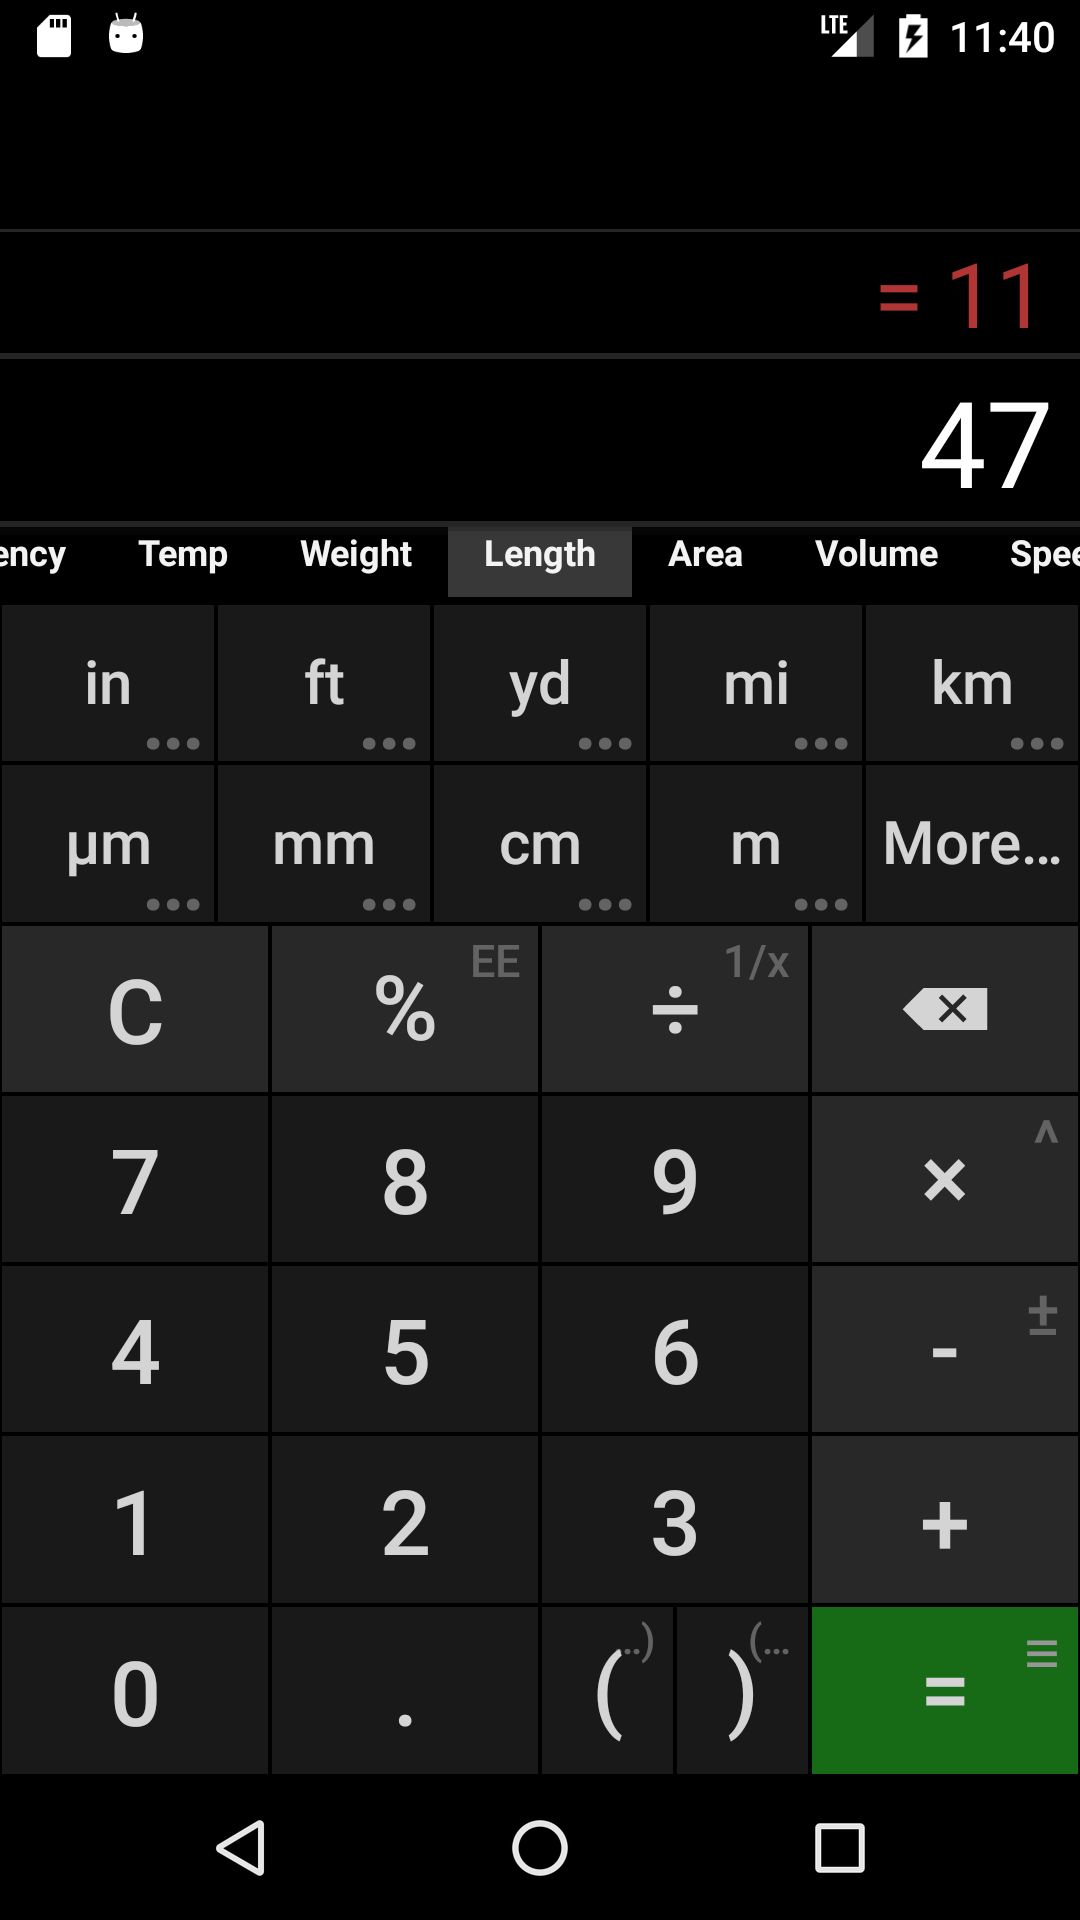 LTE 11:40
= 11
47
ency Temp Weight Length Area Volume Spee
in ft yd mi km
µm mm cm m More...
C % EE ÷ 1/x
7 8 9 × ^
4 5 6 - ±
1 2 3 +
0 . ( ..) ) (... = ≡